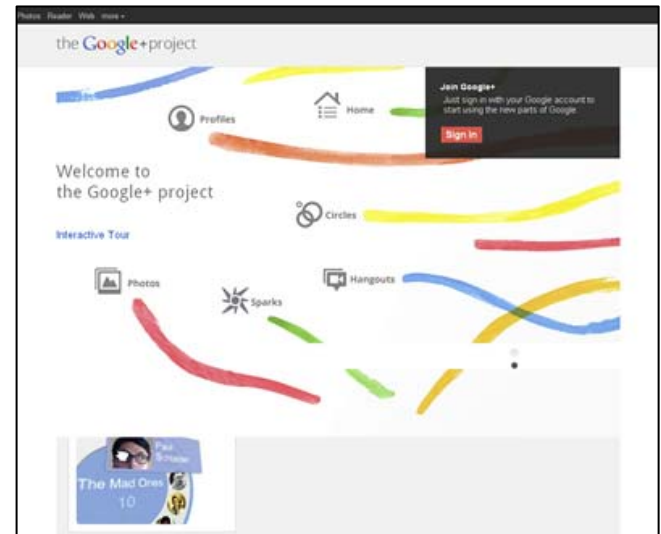 Photos Reader Web more
the Google+project
Join Google+
Just sign in with your Google account to
start using the new parts of Google.
Sign in
Profiles
Home
Welcome to
the Google+ project
Circles
Interactive Tour
Photos
Hangouts
Sparks
Paul
The Mad Ones
10